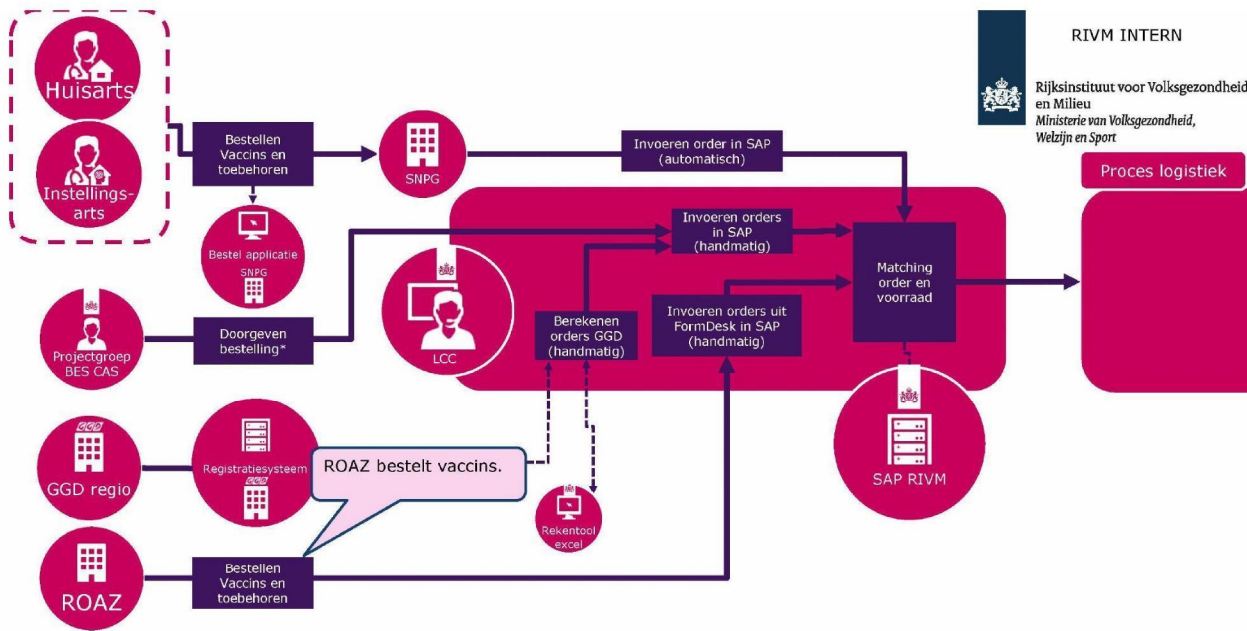 RIVM INTERN
Rijksinstituut voor Volksgezondheid
en Milieu
Ministerie van Volksgezondheid,
Welzijn en Sport
Huisarts
Instellings-
arts
Bestellen
Vaccins en
toebehoren
SNPG
Invoeren order in SAP
(automatisch)
Proces logistiek
Bestel applicatie
SNPG
Invoeren orders
in SAP
(handmatig)
Matching
order en
voorraad
Projectgroep
BES CAS
Doorgeven
bestelling*
LCC
Berekenen
orders GGD
(handmatig)
Invoeren orders uit
FormDesk in SAP
(handmatig)
GGD
GGD regio
Registratiesysteem
GGD
ROAZ bestelt vaccins.
Rekentool
excel
SAP RIVM
ROAZ
Bestellen
Vaccins en
toebehoren